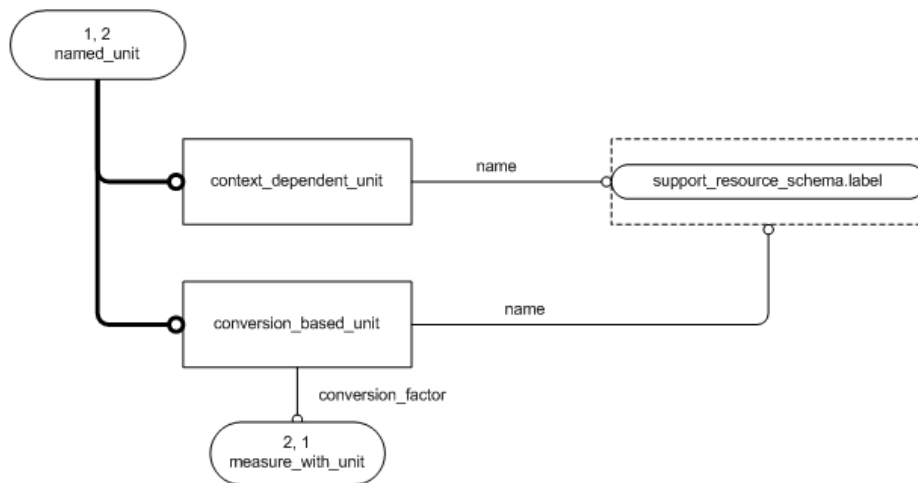 1, 2
named_unit
context_dependent_unit
name
support_resource_schema.label
conversion_based_unit
name
conversion_factor
2, 1
measure_with_unit